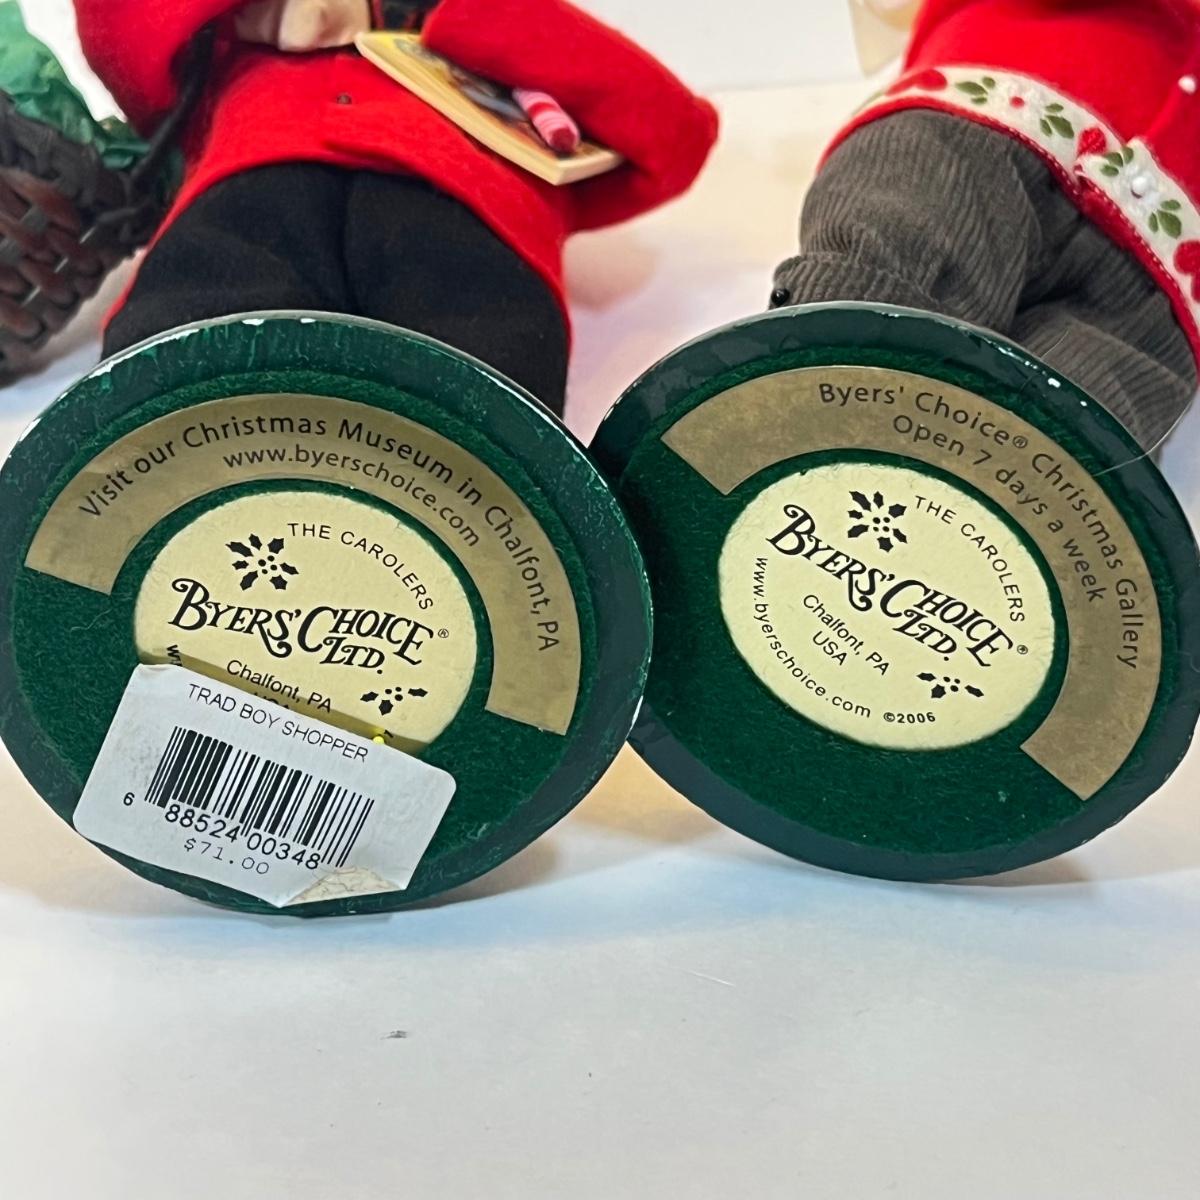 Visit our Christmas Museum in Chalfont, PA
www.byerschoice.com
THE CAROLERS
BYERS' CHOICE®
LTD.
Chalfont, PA
TRAD BOY SHOPPER
6 88524 00348
$71.00
Byers' Choice® Christmas Gallery
Open 7 days a week
THE CAROLERS
BYERS' CHOICE®
LTD.
Chalfont, PA
USA
www.byerschoice.com ©2006